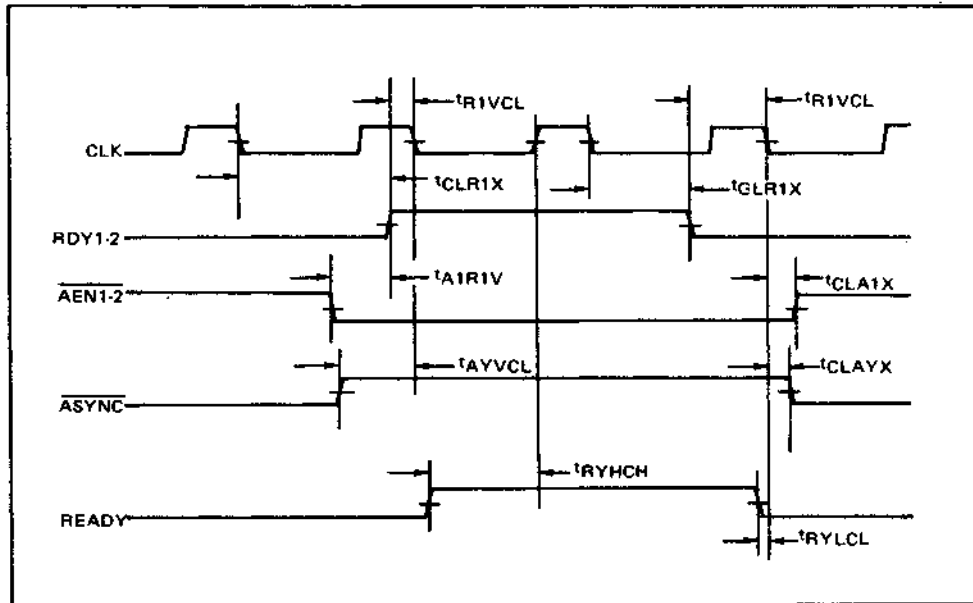 tR1VCL tR1VCL
CLK
tCLR1X tGLR1X
RDY1-2
tA1R1V tCLA1X
AEN1-2
tAYVCL tCLAYX
ASYNC
tRYHCH
READY
tRYLCL